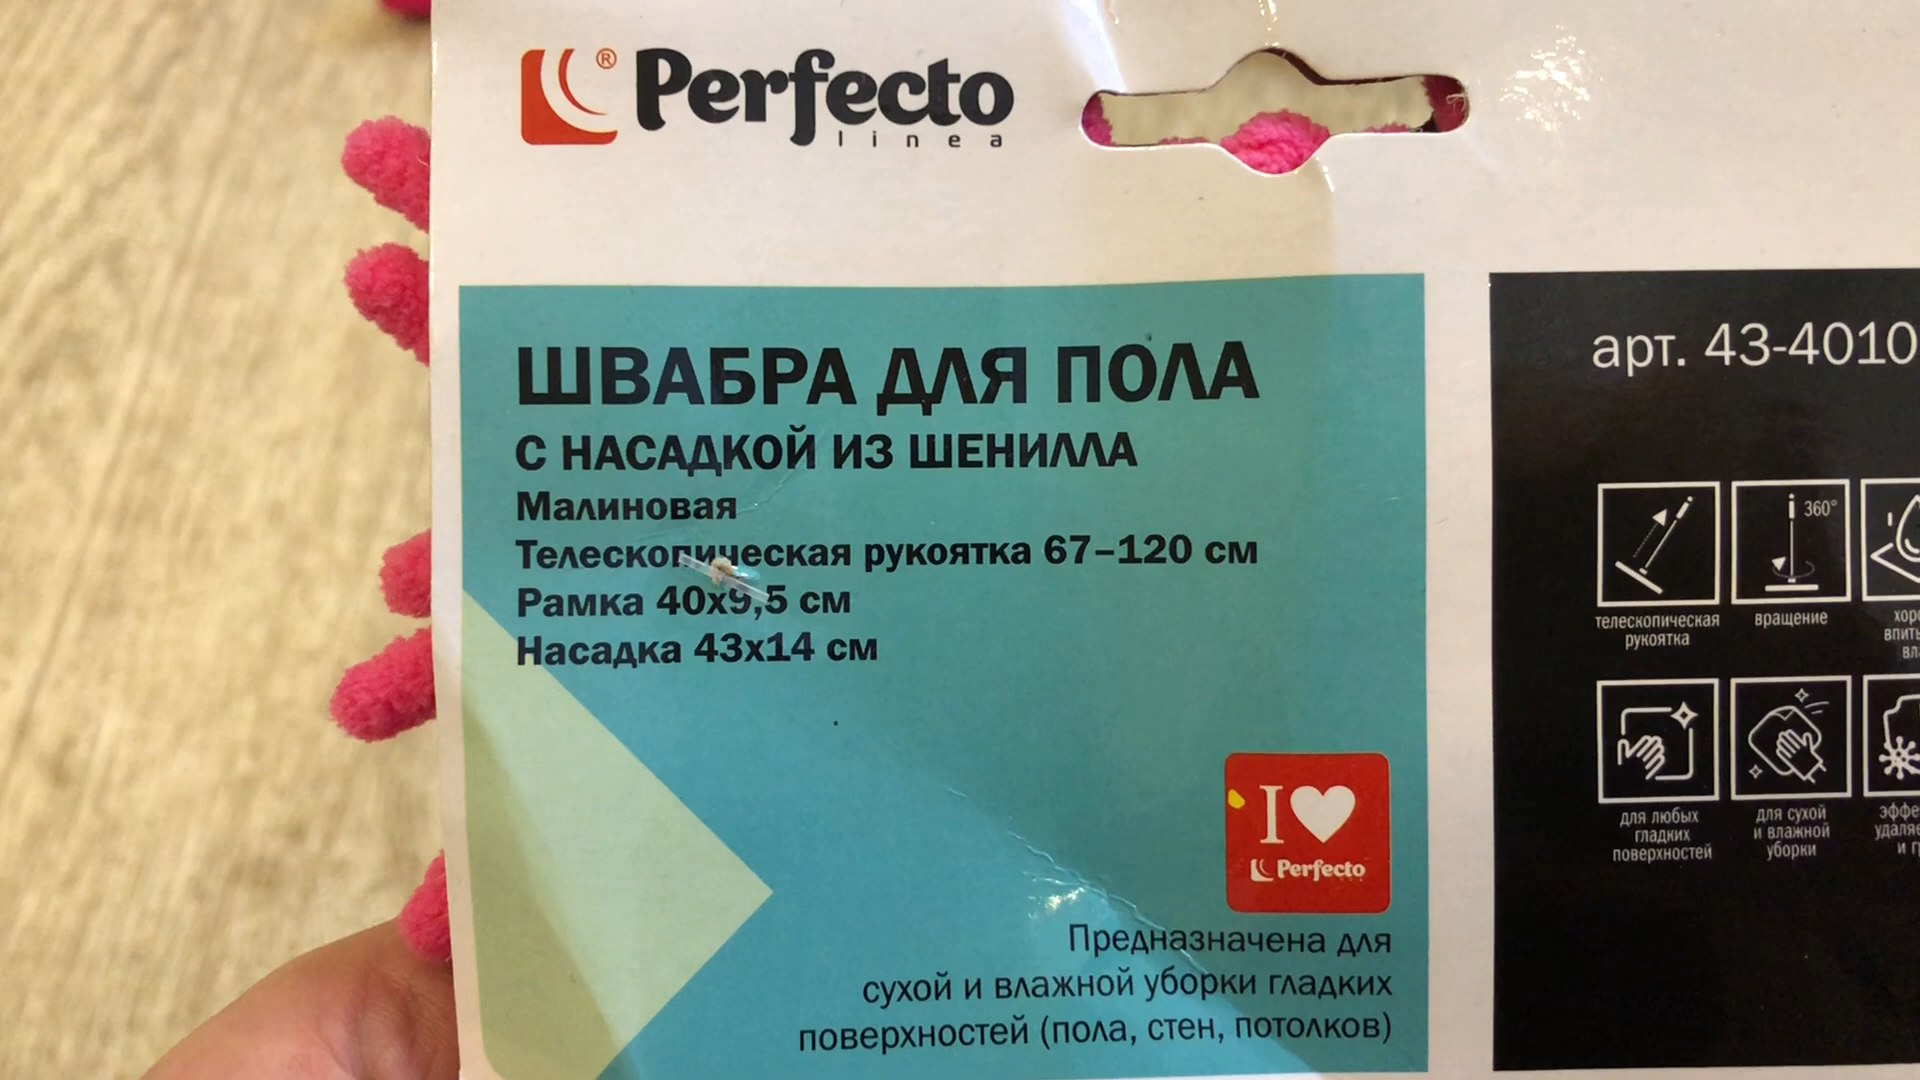 Perfecto
linea
ШВАБРА ДЛЯ ПОЛА
С НАСАДКОЙ ИЗ ШЕНИЛЛА
Малиновая
Телескопическая рукоятка 67–120 см
Рамка 40х9,5 см
Насадка 43х14 см
I
Perfecto
Предназначена для
сухой и влажной уборки гладких
поверхностей (пола, стен, потолков)
арт. 43-4010
360°
телескопическая
рукоятка
вращение
для любых
гладких
поверхностей
для сухой
и влажной
уборки